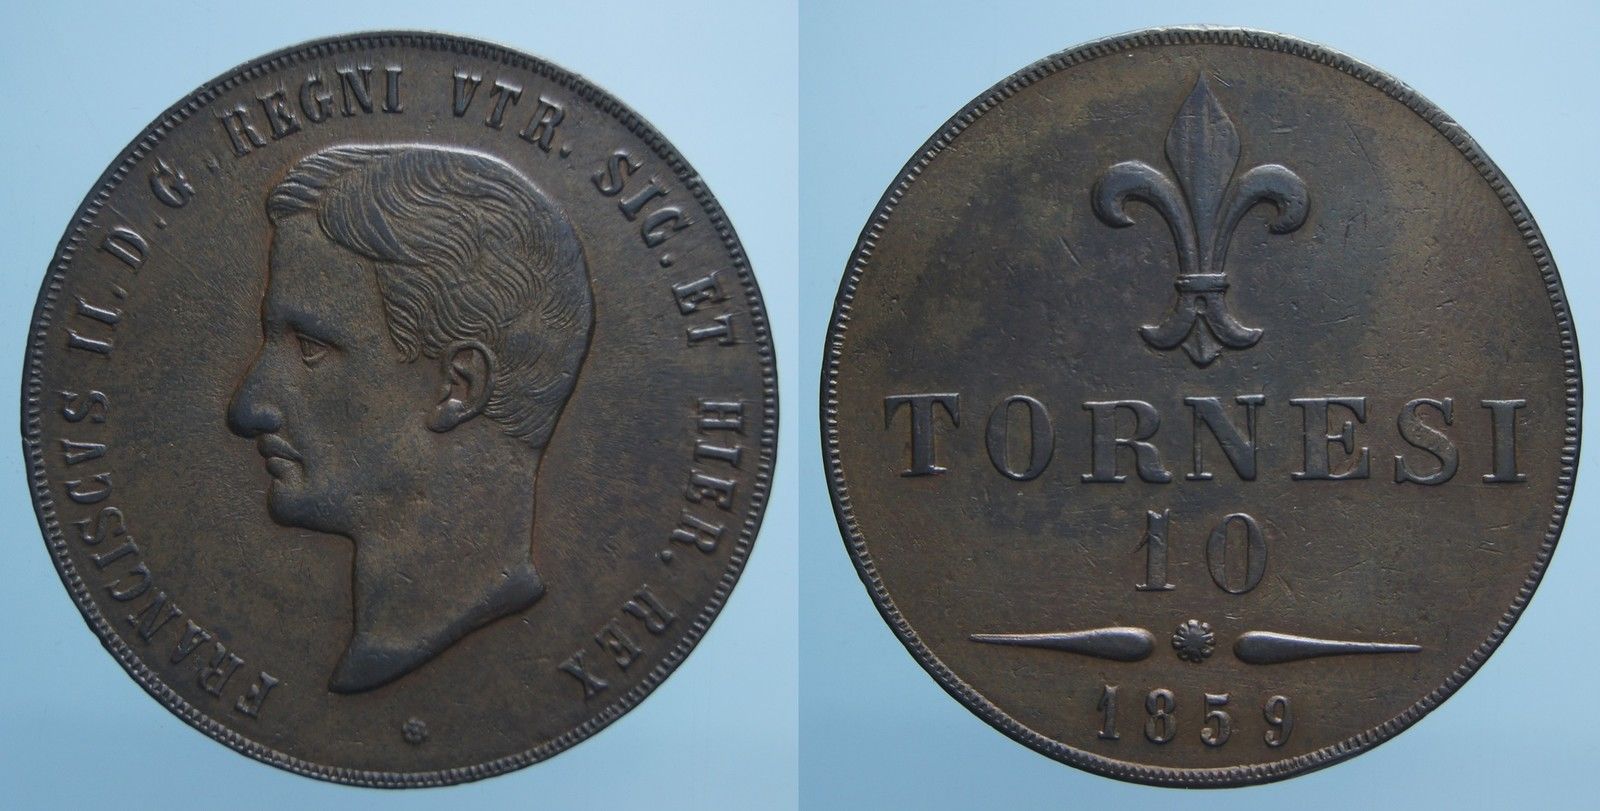 FRANCISCVS II. D. G. REGNI VTR. SIC. ET HIER. REX
TORNESI
10
1859